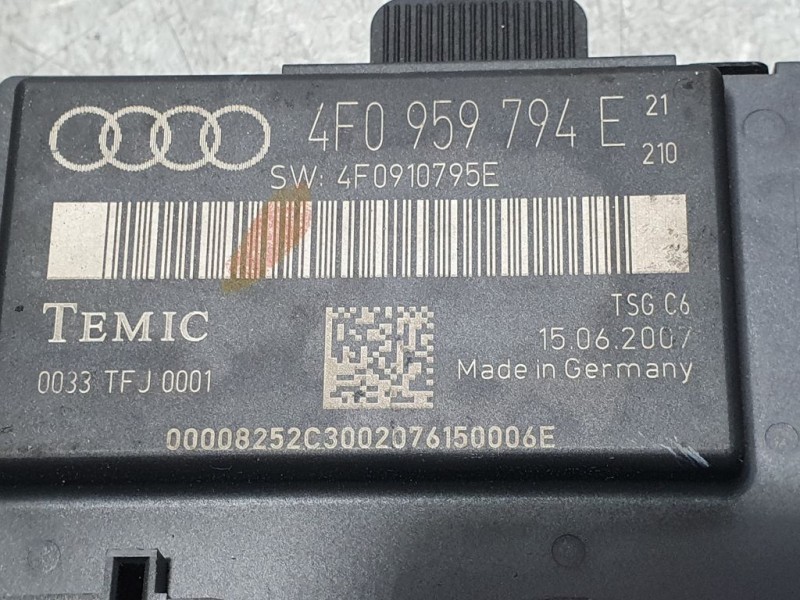 4F0 959 794 E 21
210
SW: 4F0910795E
TEMIC
TSG C6
15.06.2007
0033 TFJ 0001
Made in Germany
00008252C3002076150006E